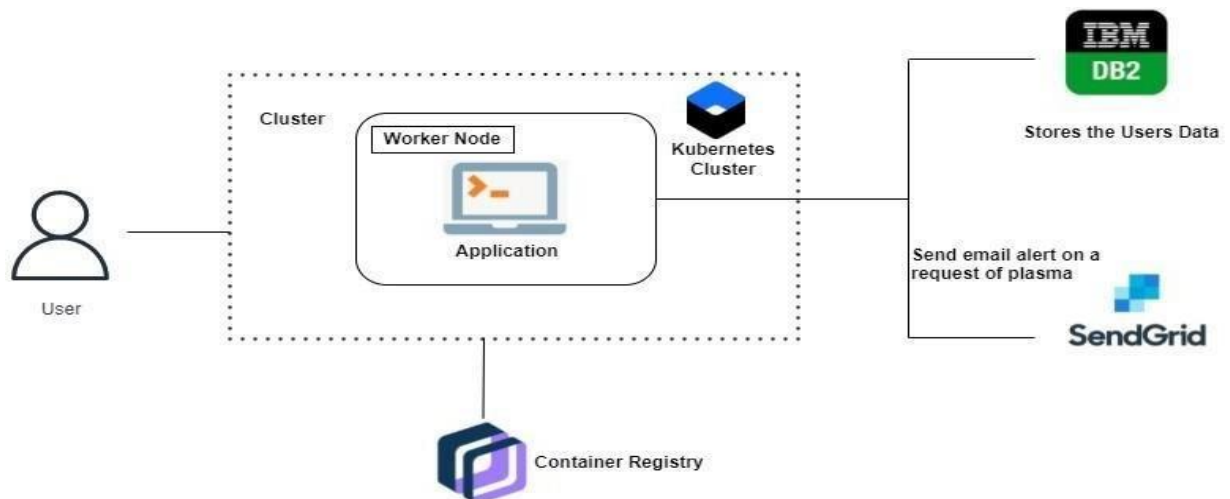 IBM
DB2
Stores the Users Data
Cluster
Worker Node
Kubernetes
Cluster
Application
User
Send email alert on a
request of plasma
SendGrid
Container Registry